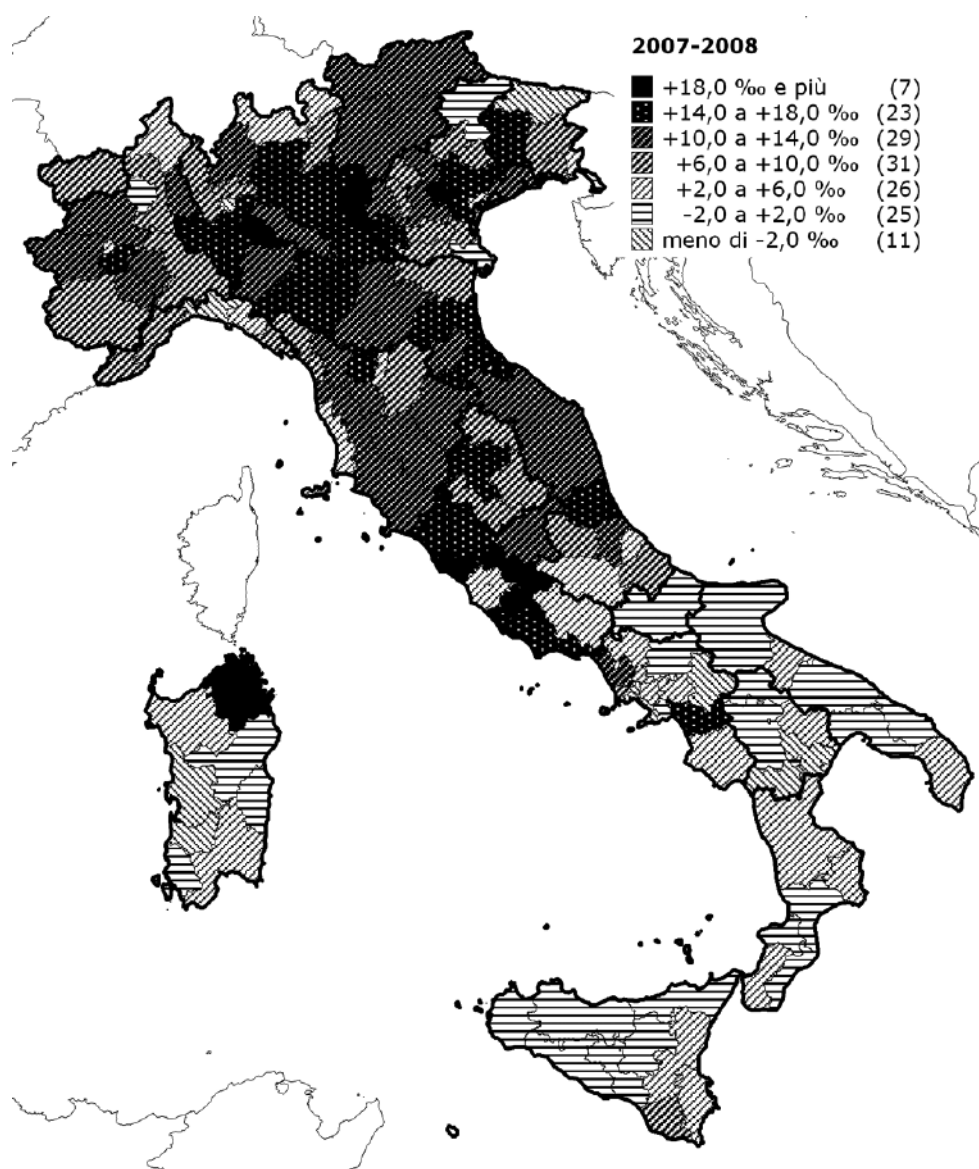 2007-2008
+18,0 ‰ e più (7)
+14,0 a +18,0 ‰ (23)
+10,0 a +14,0 ‰ (29)
+6,0 a +10,0 ‰ (31)
+2,0 a +6,0 ‰ (26)
-2,0 a +2,0 ‰ (25)
meno di -2,0 ‰ (11)